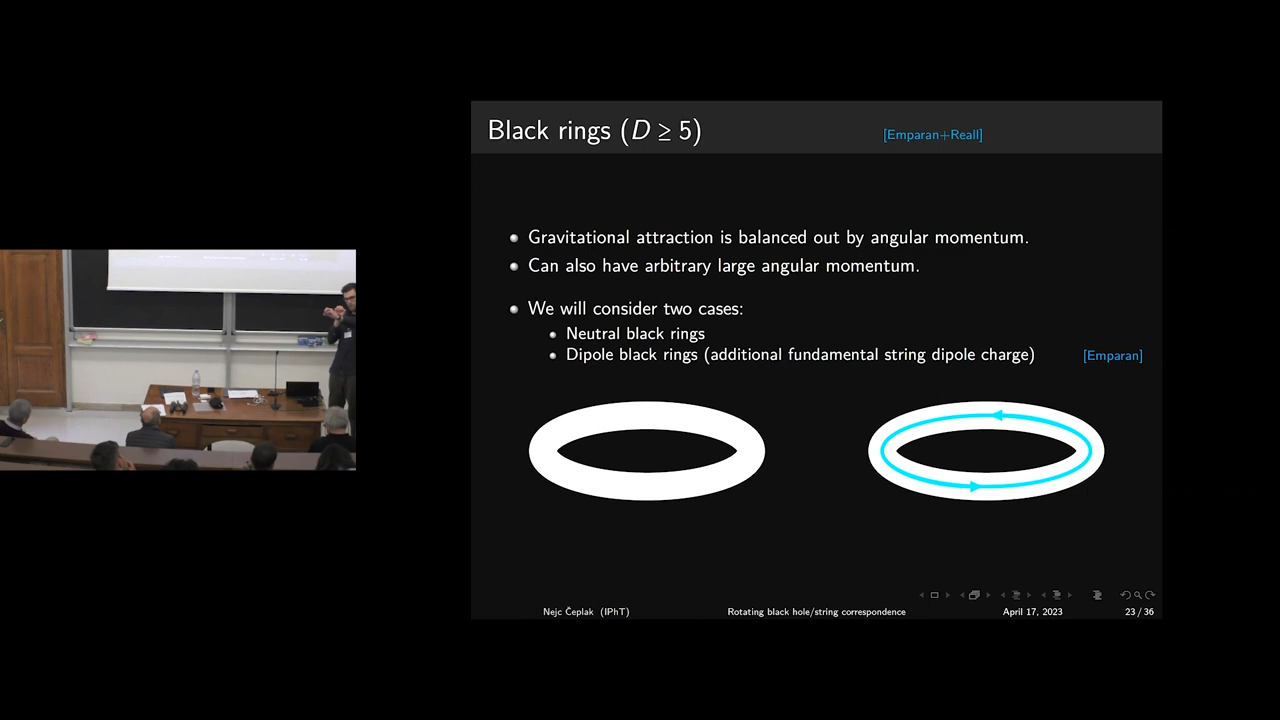 Black rings (D ≥ 5)
[Emparan+Reall]
Gravitational attraction is balanced out by angular momentum.
Can also have arbitrary large angular momentum.
We will consider two cases:
Neutral black rings
Dipole black rings (additional fundamental string dipole charge)
[Emparan]
Nejc Čeplak (IPhT)
Rotating black hole/string correspondence
April 17, 2023
23 / 36